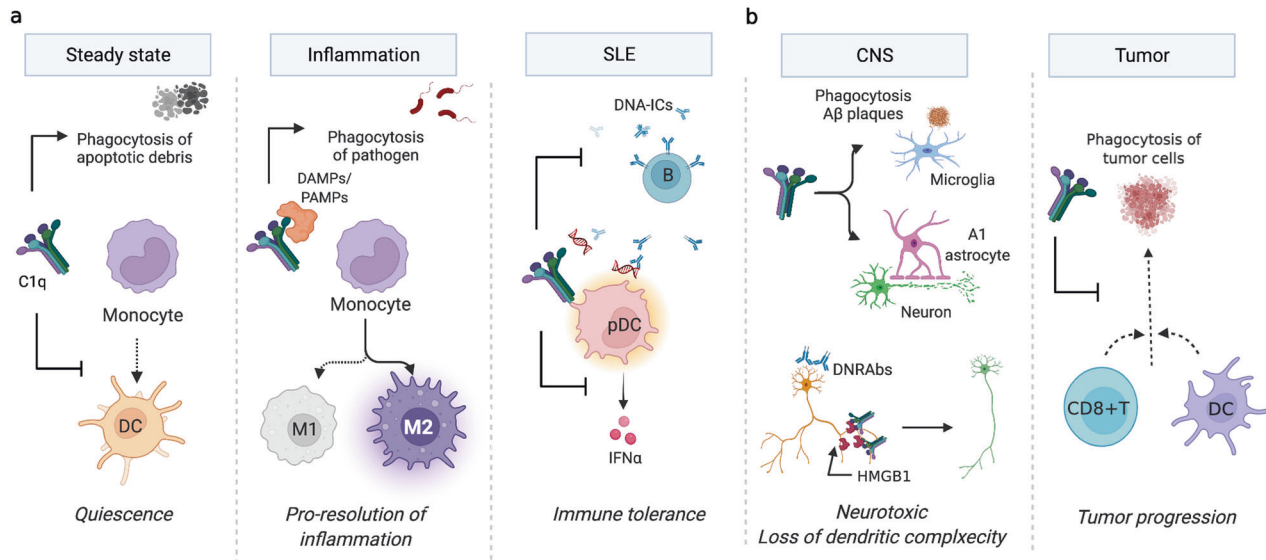 a
Steady state
Phagocytosis of
apoptotic debris
C1q
Monocyte
DC
Quiescence
Inflammation
Phagocytosis
of pathogen
DAMPs/
PAMPs
Monocyte
M1
M2
Pro-resolution of
inflammation
SLE
DNA-ICs
B
pDC
IFNα
Immune tolerance
b
CNS
Phagocytosis
Aβ plaques
Microglia
A1
astrocyte
Neuron
DNRAbs
HMGB1
Neurotoxic
Loss of dendritic complxecity
Tumor
Phagocytosis of
tumor cells
CD8+T
DC
Tumor progression